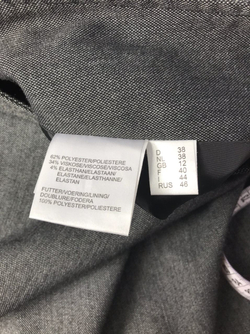 62% POLYESTER/POLIESTERE
34% VISKOSE/VISCOSE/VISCOSA
4% ELASTHAN/ELASTAAN/
ELASTANE/ELASTHANNE/
ELASTAN
FUTTER/VOERING/LINING/
DOUBLURE/FODERA
100% POLYESTER/POLIESTERE
D 38
NL 38
GB 12
F 40
I 44
RUS 46